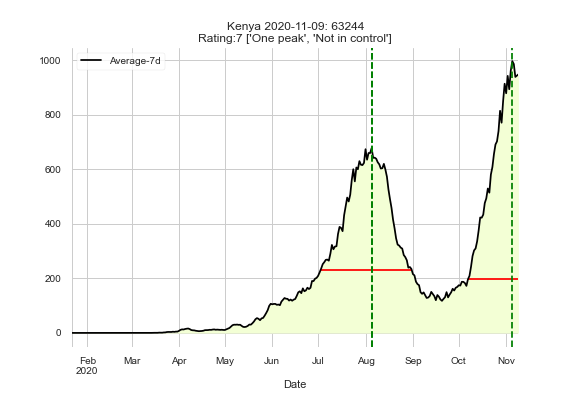 Kenya 2020-11-09: 63244
Rating:7 ['One peak', 'Not in control']
Average-7d
1000
800
600
400
200
0
Feb Mar Apr May Jun Jul Aug Sep Oct Nov
2020
Date